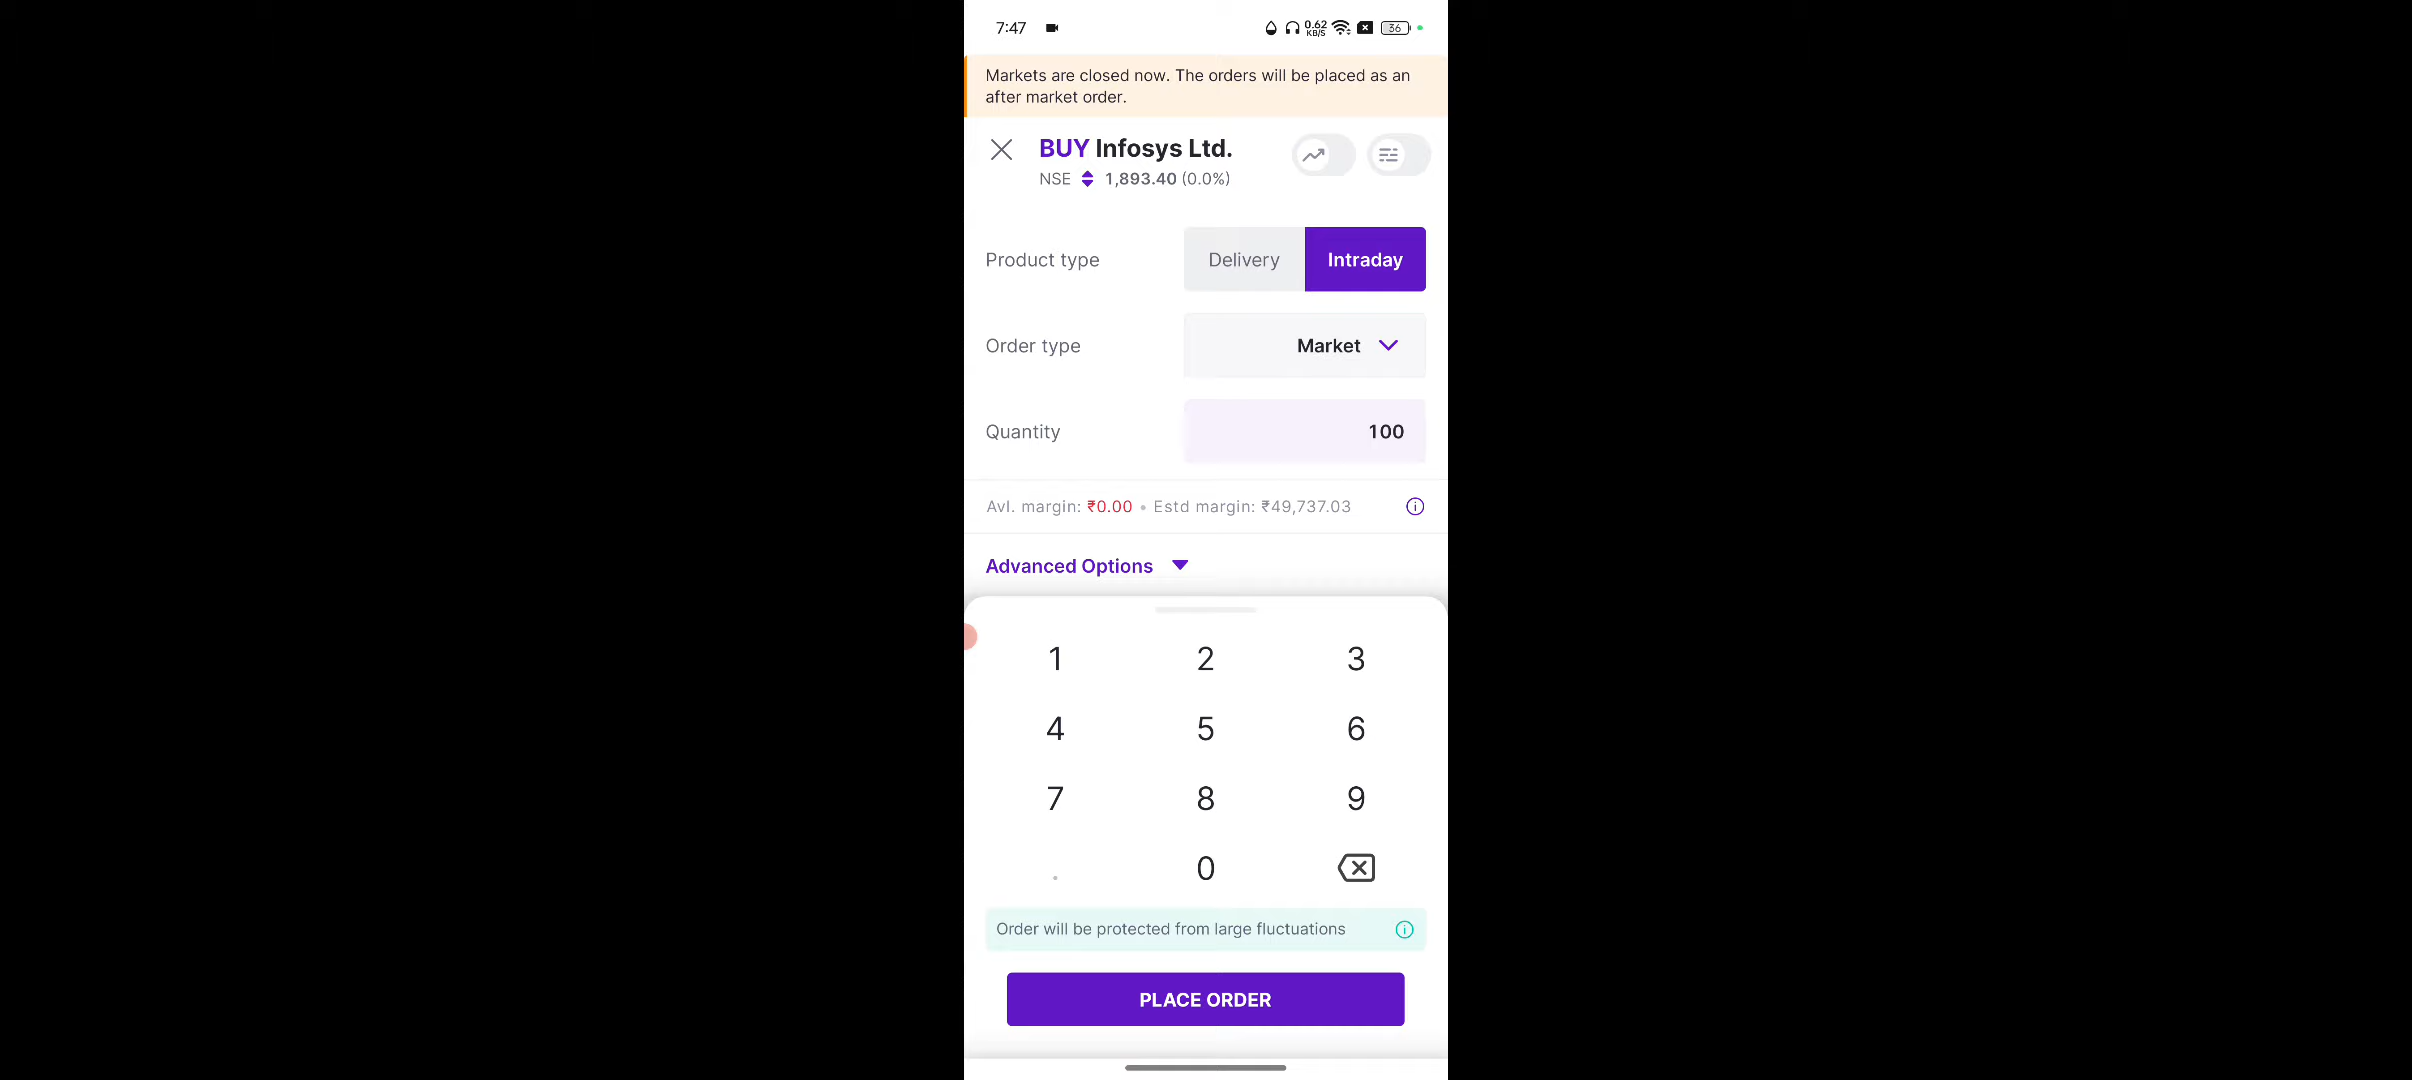 7:47
0.62
KB/S
36
Markets are closed now. The orders will be placed as an
after market order.
BUY Infosys Ltd.
NSE 1,893.40 (0.0%)
Product type
Delivery
Intraday
Order type
Market
Quantity
100
Avl. margin: ₹0.00 • Estd margin: ₹49,737.03
Advanced Options
1 2 3
4 5 6
7 8 9
. 0
Order will be protected from large fluctuations
PLACE ORDER